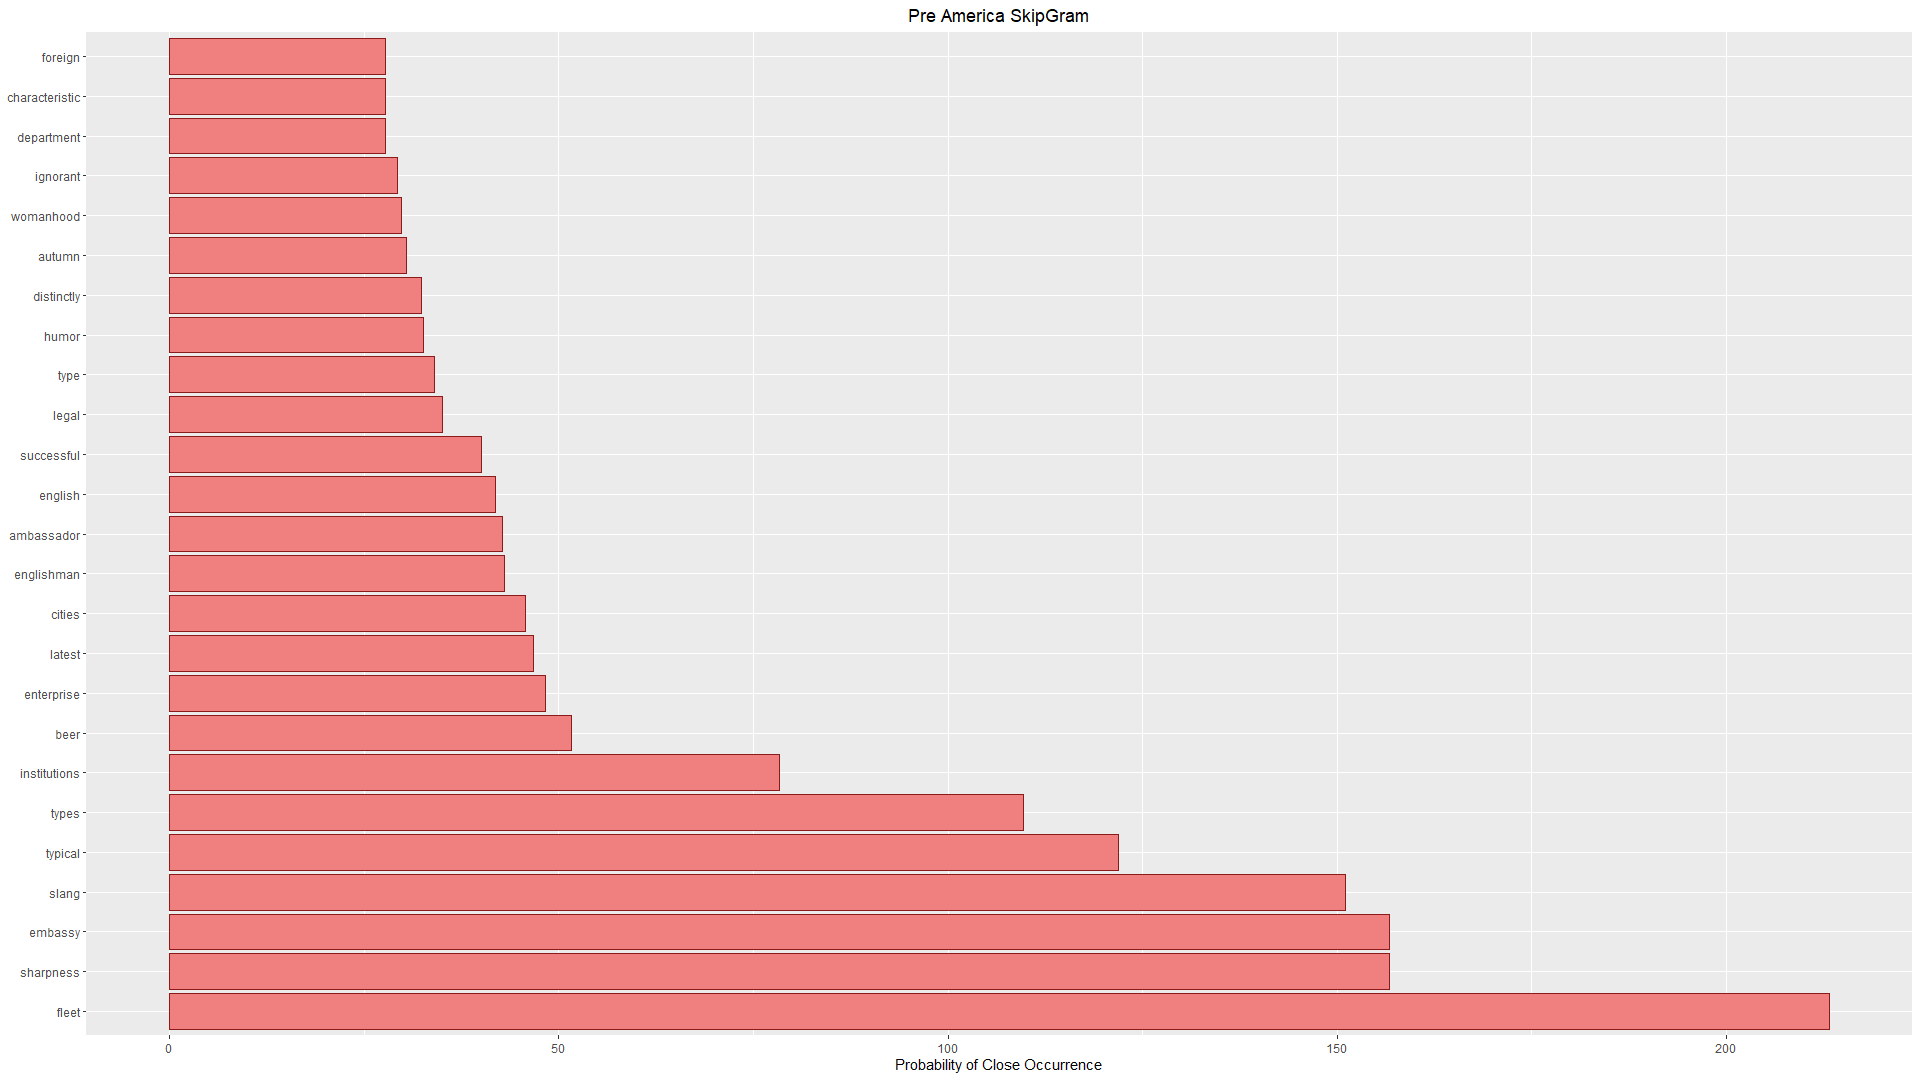 Pre America SkipGram
foreign
characteristic
department
ignorant
womanhood
autumn
distinctly
humor
type
legal
successful
english
ambassador
englishman
cities
latest
enterprise
beer
institutions
types
typical
slang
embassy
sharpness
fleet
0 50 100 150 200
Probability of Close Occurrence